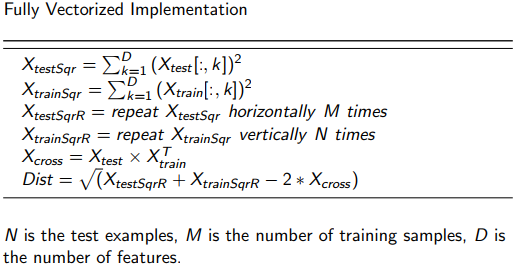 Fully Vectorized Implementation
X_{testSqr} = \sum_{k=1}^{D} (X_{test}[:, k])^2
X_{trainSqr} = \sum_{k=1}^{D} (X_{train}[:, k])^2
X_{testSqrR} = repeat X_{testSqr} horizontally M times
X_{trainSqrR} = repeat X_{trainSqr} vertically N times
X_{cross} = X_{test} × X_{train}^T
Dist = \sqrt(X_{testSqrR} + X_{trainSqrR} − 2 * X_{cross})
N is the test examples, M is the number of training samples, D is
the number of features.